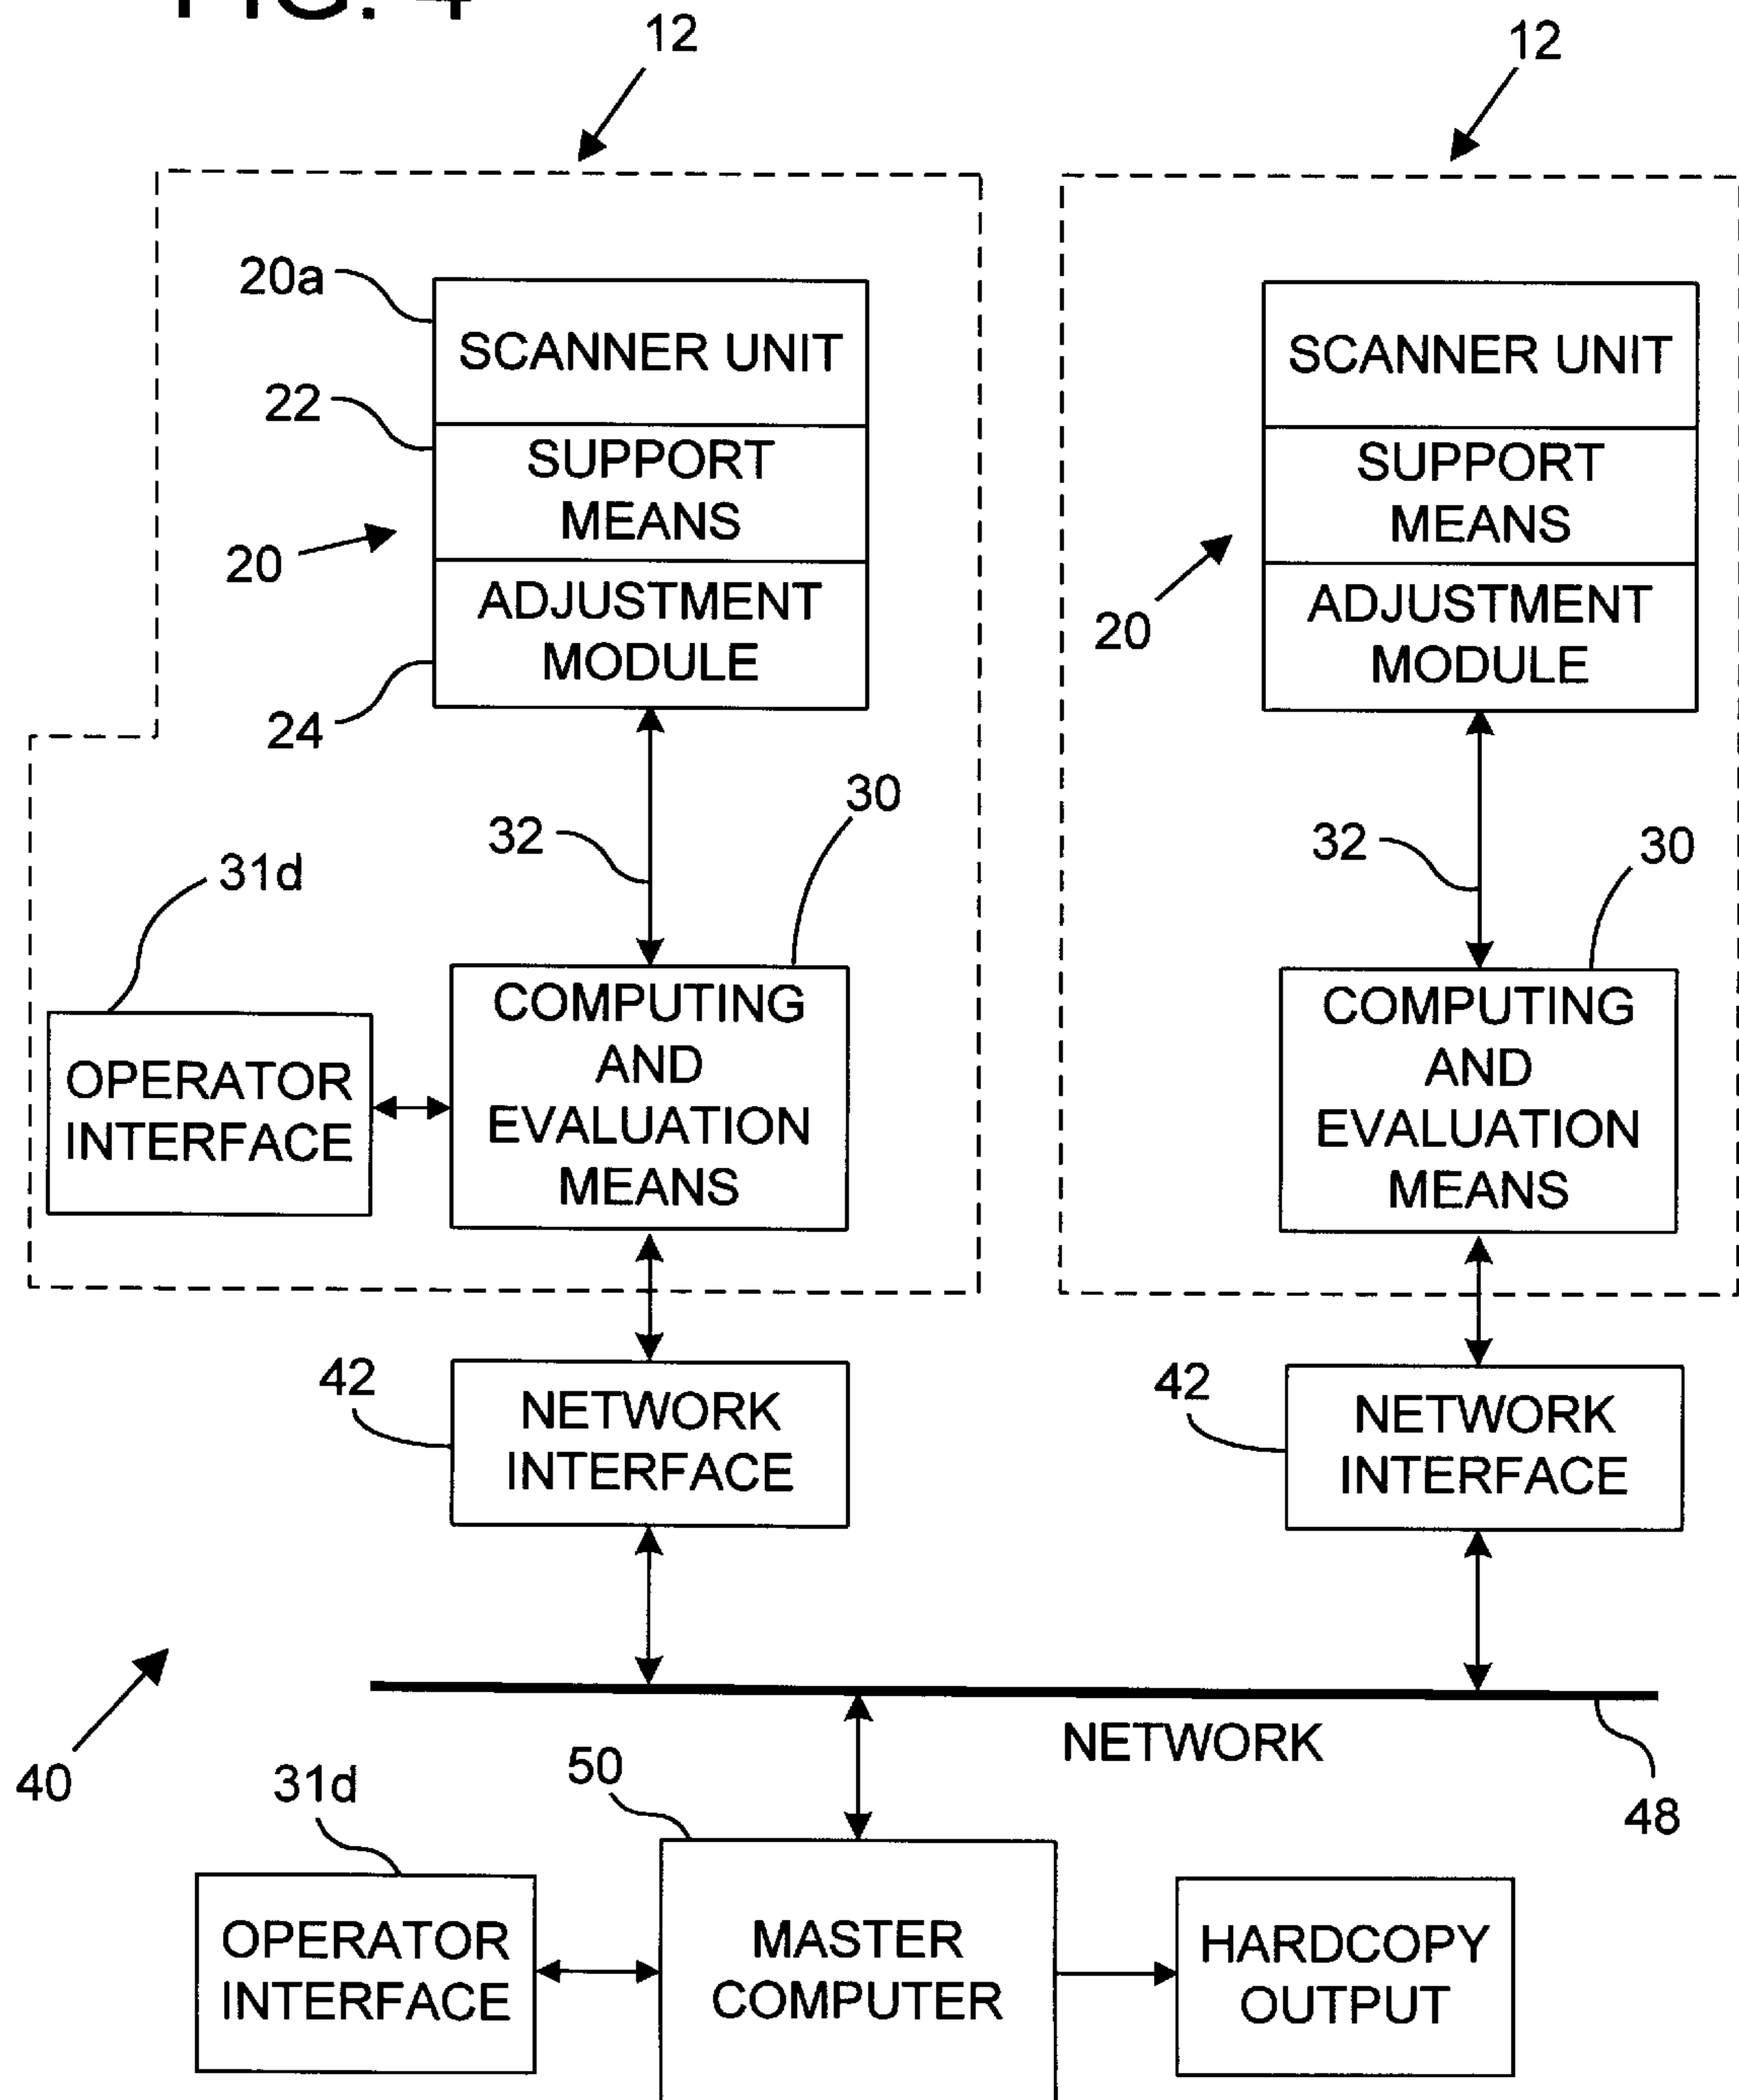 FIG. 4
12
12
20a
SCANNER UNIT
22
SUPPORT
MEANS
20
ADJUSTMENT
MODULE
24
SCANNER UNIT
SUPPORT
MEANS
20
ADJUSTMENT
MODULE
32
30
32
30
31d
OPERATOR
INTERFACE
COMPUTING
AND
EVALUATION
MEANS
COMPUTING
AND
EVALUATION
MEANS
42
NETWORK
INTERFACE
42
NETWORK
INTERFACE
40
NETWORK
48
31d
50
OPERATOR
INTERFACE
MASTER
COMPUTER
HARDCOPY
OUTPUT